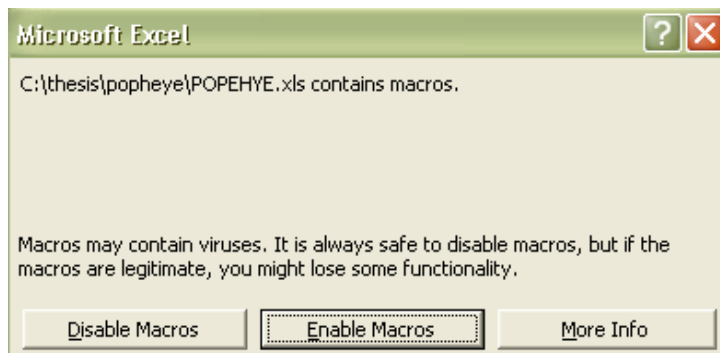 Microsoft Excel
C:\thesis\popheye\POPEHYE.xls contains macros.
Macros may contain viruses. It is always safe to disable macros, but if the
macros are legitimate, you might lose some functionality.
Disable Macros Enable Macros More Info